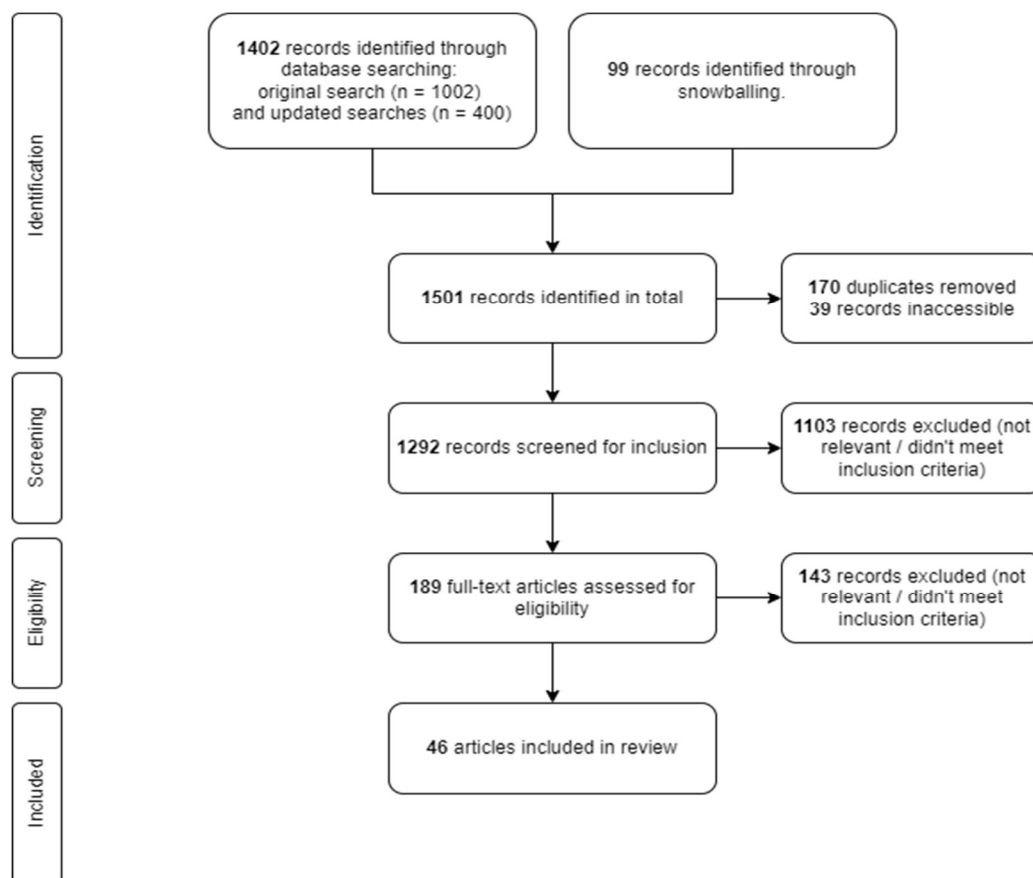 Identification
1402 records identified through
database searching:
original search (n = 1002)
and updated searches (n = 400)
99 records identified through
snowballing.
1501 records identified in total
170 duplicates removed
39 records inaccessible
Screening
1292 records screened for inclusion
1103 records excluded (not
relevant / didn't meet
inclusion criteria)
Eligibility
189 full-text articles assessed for
eligibility
143 records excluded (not
relevant / didn't meet
inclusion criteria)
Included
46 articles included in review